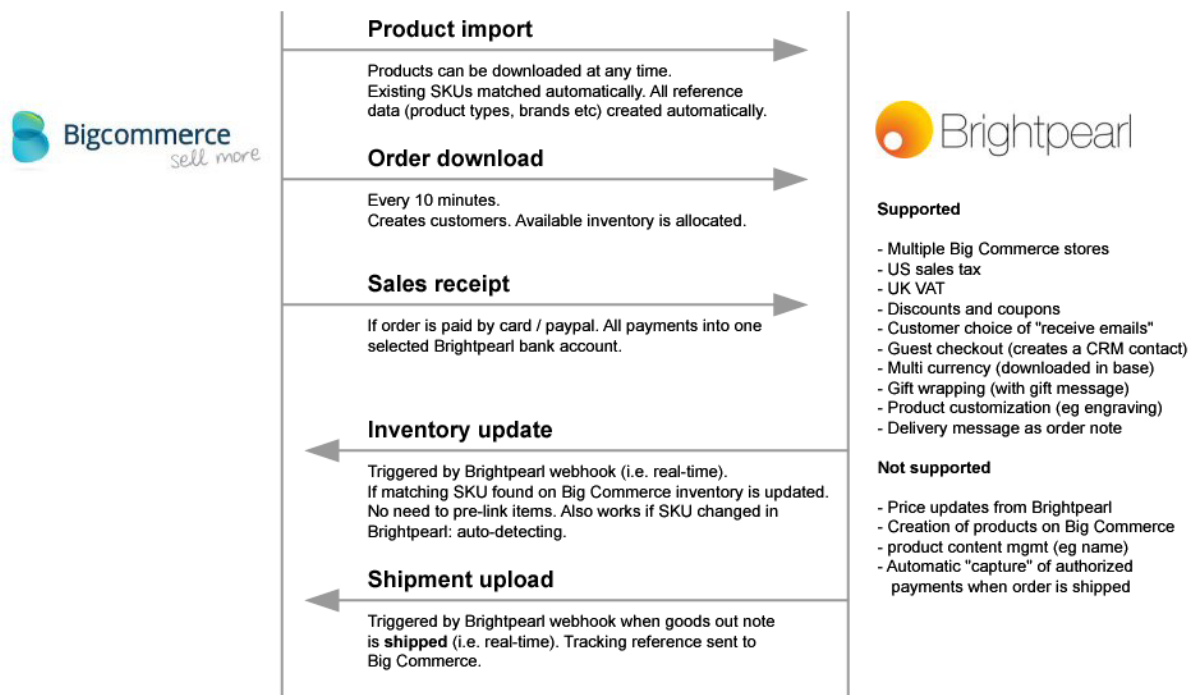 Bigcommerce
sell more
Product import
Products can be downloaded at any time.
Existing SKUs matched automatically. All reference
data (product types, brands etc) created automatically.
Order download
Every 10 minutes.
Creates customers. Available inventory is allocated.
Sales receipt
If order is paid by card / paypal. All payments into one
selected Brightpearl bank account.
Inventory update
Triggered by Brightpearl webhook (i.e. real-time).
If matching SKU found on Big Commerce inventory is updated.
No need to pre-link items. Also works if SKU changed in
Brightpearl: auto-detecting.
Shipment upload
Triggered by Brightpearl webhook when goods out note
is shipped (i.e. real-time). Tracking reference sent to
Big Commerce.
Brightpearl
Supported
- Multiple Big Commerce stores
- US sales tax
- UK VAT
- Discounts and coupons
- Customer choice of "receive emails"
- Guest checkout (creates a CRM contact)
- Multi currency (downloaded in base)
- Gift wrapping (with gift message)
- Product customization (eg engraving)
- Delivery message as order note
Not supported
- Price updates from Brightpearl
- Creation of products on Big Commerce
- product content mgmt (eg name)
- Automatic "capture" of authorized
payments when order is shipped